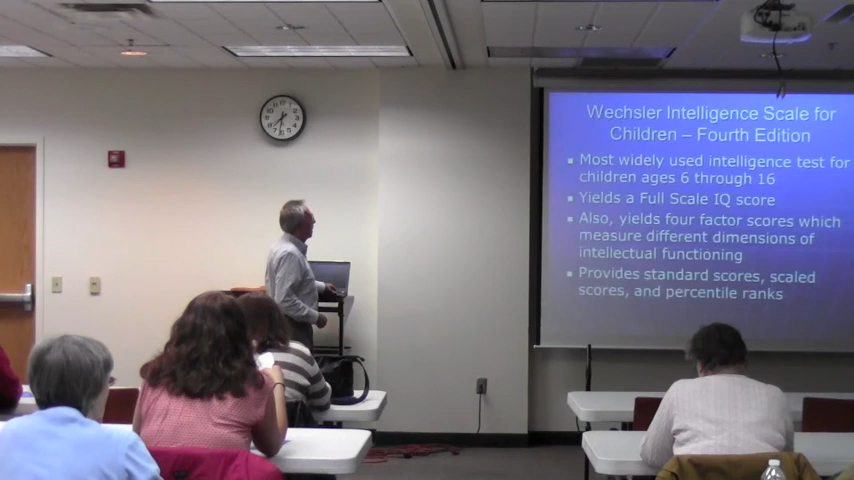 Wechsler Intelligence Scale for
Children – Fourth Edition
Most widely used intelligence test for
children ages 6 through 16
Yields a Full Scale IQ score
Also, yields four factor scores which
measure different dimensions of
intellectual functioning
Provides standard scores, scaled
scores, and percentile ranks